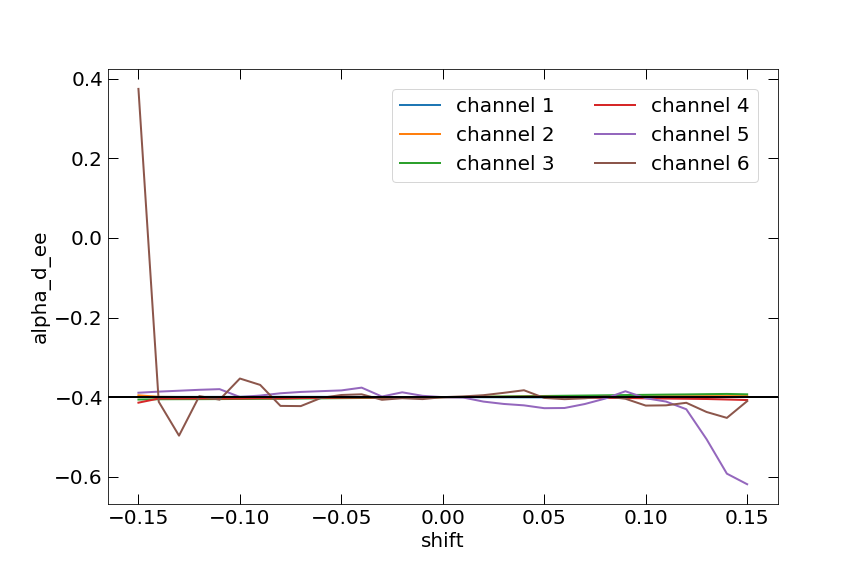 0.4
0.2
0.0
−0.2
−0.4
−0.6
alpha_d_ee
channel 1
channel 2
channel 3
channel 4
channel 5
channel 6
−0.15
−0.10
−0.05
0.00
0.05
0.10
0.15
shift